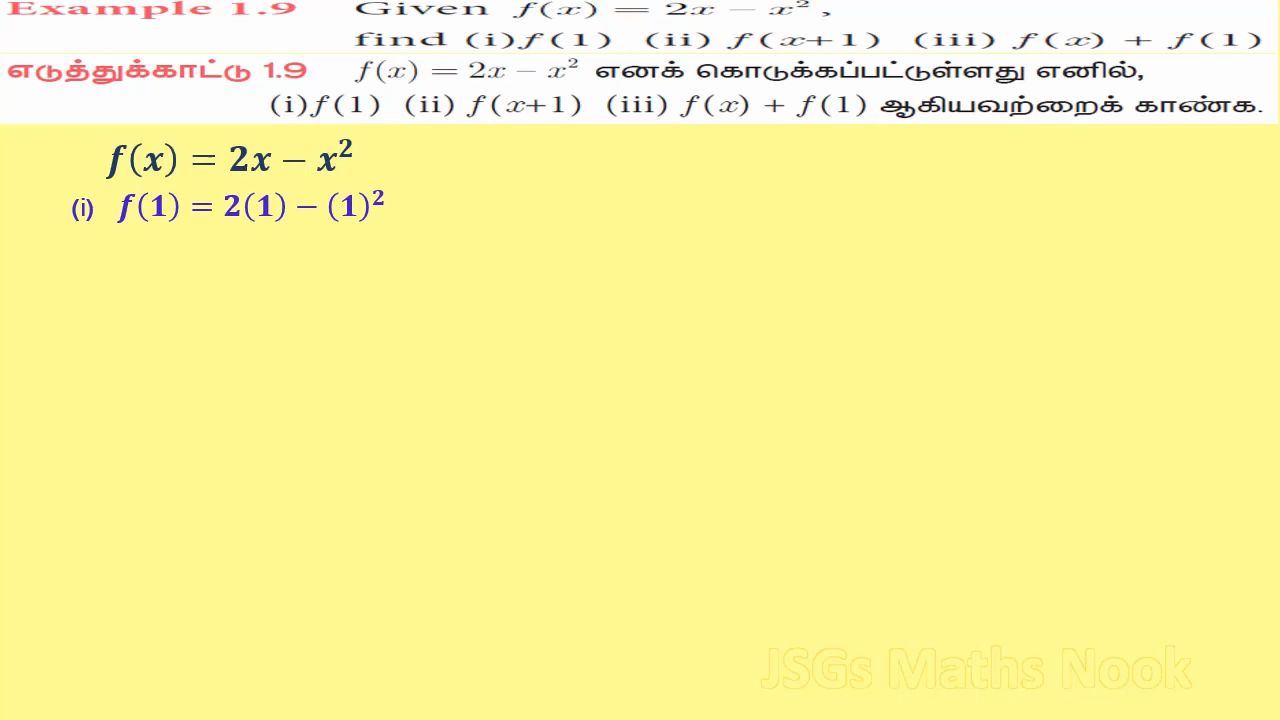 Example 1.9 Given f(x) = 2x − x²,
find (i)f(1) (ii) f(x+1) (iii) f(x) + f(1)
எடுத்துக்காட்டு 1.9 f(x) = 2x − x² எனக் கொடுக்கப்பட்டுள்ளது எனில்,
(i)f(1) (ii) f(x+1) (iii) f(x) + f(1) ஆகியவற்றைக் காண்க.
f(x) = 2x − x²
(i) f(1) = 2(1) − (1)²
JSGs Maths Nook